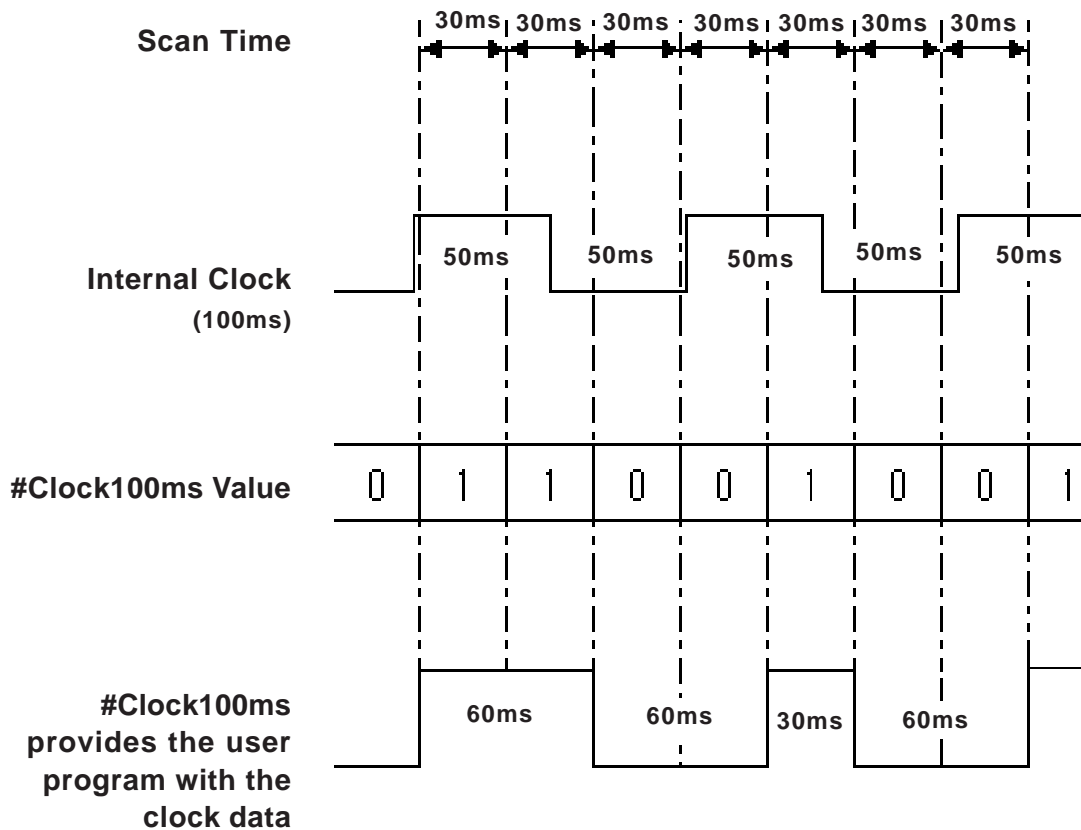 30ms 30ms 30ms 30ms 30ms 30ms 30ms
Scan Time
50ms 50ms 50ms 50ms 50ms
Internal Clock
(100ms)
#Clock100ms Value 0 1 1 0 0 1 0 0 1
#Clock100ms
provides the user
program with the
clock data
60ms 60ms 30ms 60ms